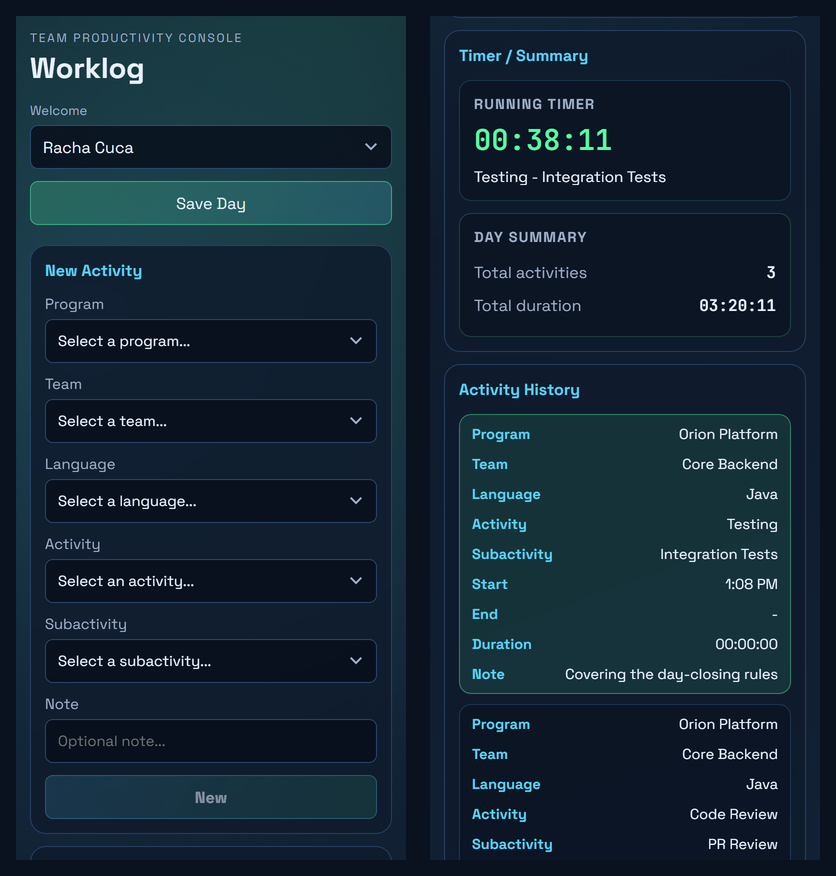 TEAM PRODUCTIVITY CONSOLE
Worklog
Welcome
Racha Cuca
Save Day
New Activity
Program
Select a program...
Team
Select a team...
Language
Select a language...
Activity
Select an activity...
Subactivity
Select a subactivity...
Note
Optional note...
New
Timer / Summary
RUNNING TIMER
00:38:11
Testing - Integration Tests
DAY SUMMARY
Total activities 3
Total duration 03:20:11
Activity History
Program Orion Platform
Team Core Backend
Language Java
Activity Testing
Subactivity Integration Tests
Start 1:08 PM
End -
Duration 00:00:00
Note Covering the day-closing rules
Program Orion Platform
Team Core Backend
Language Java
Activity Code Review
Subactivity PR Review